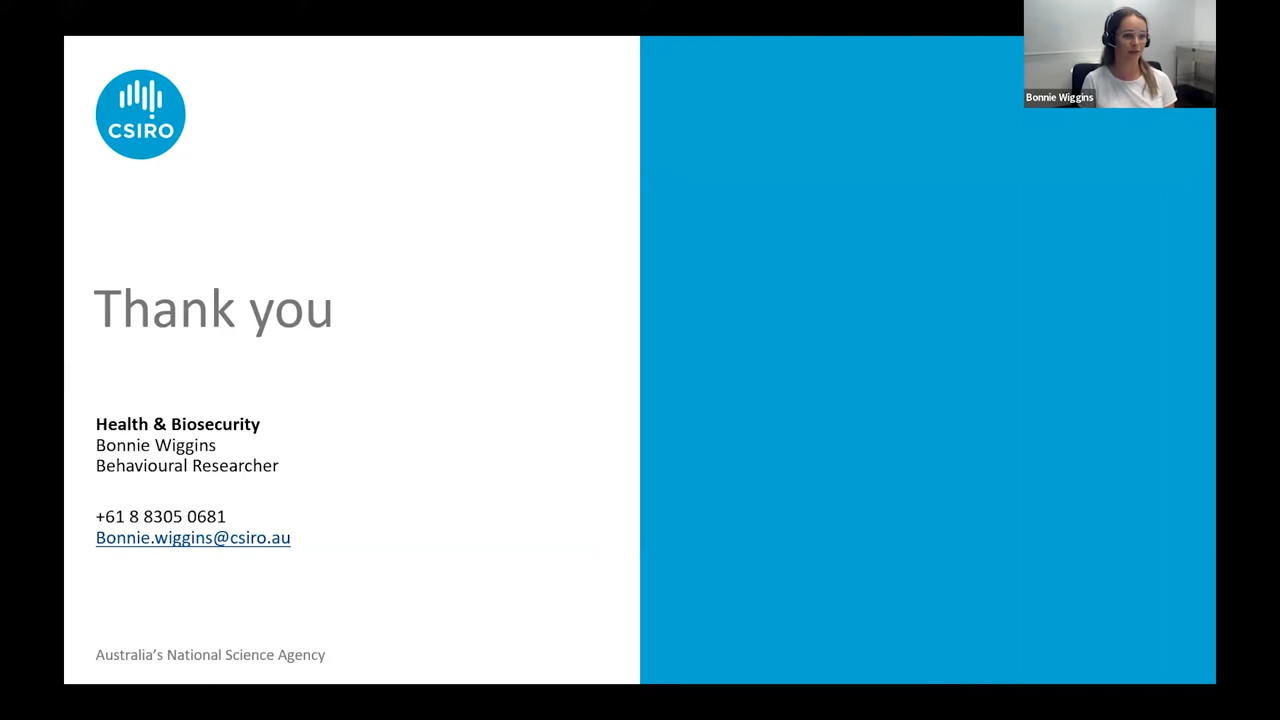 Bonnie Wiggins
CSIRO
Thank you
Health & Biosecurity
Bonnie Wiggins
Behavioural Researcher
+61 8 8305 0681
Bonnie.wiggins@csiro.au
Australia's National Science Agency